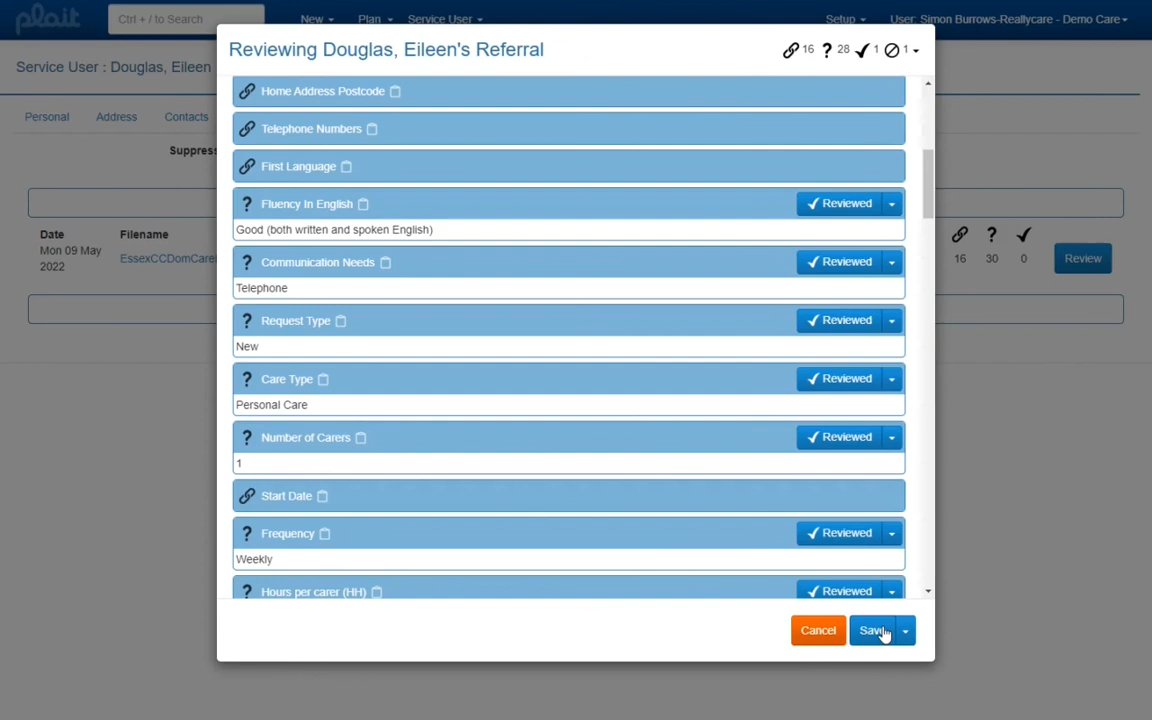 plait
Ctrl + / to Search
New
Plan
Service User
Setup
User: Simon Burrows-Reallycare - Demo Care
Service User : Douglas, Eileen
Personal
Address
Contacts
Date
Filename
Mon 09 May
2022
16
30
0
Review
Reviewing Douglas, Eileen's Referral
16
? 28
1
1
Home Address Postcode
Telephone Numbers
First Language
? Fluency In English
Reviewed
Good (both written and spoken English)
? Communication Needs
Reviewed
Telephone
? Request Type
Reviewed
New
? Care Type
Reviewed
Personal Care
? Number of Carers
Reviewed
1
Start Date
? Frequency
Reviewed
Weekly
? Hours per carer (HH)
Reviewed
Cancel
Save